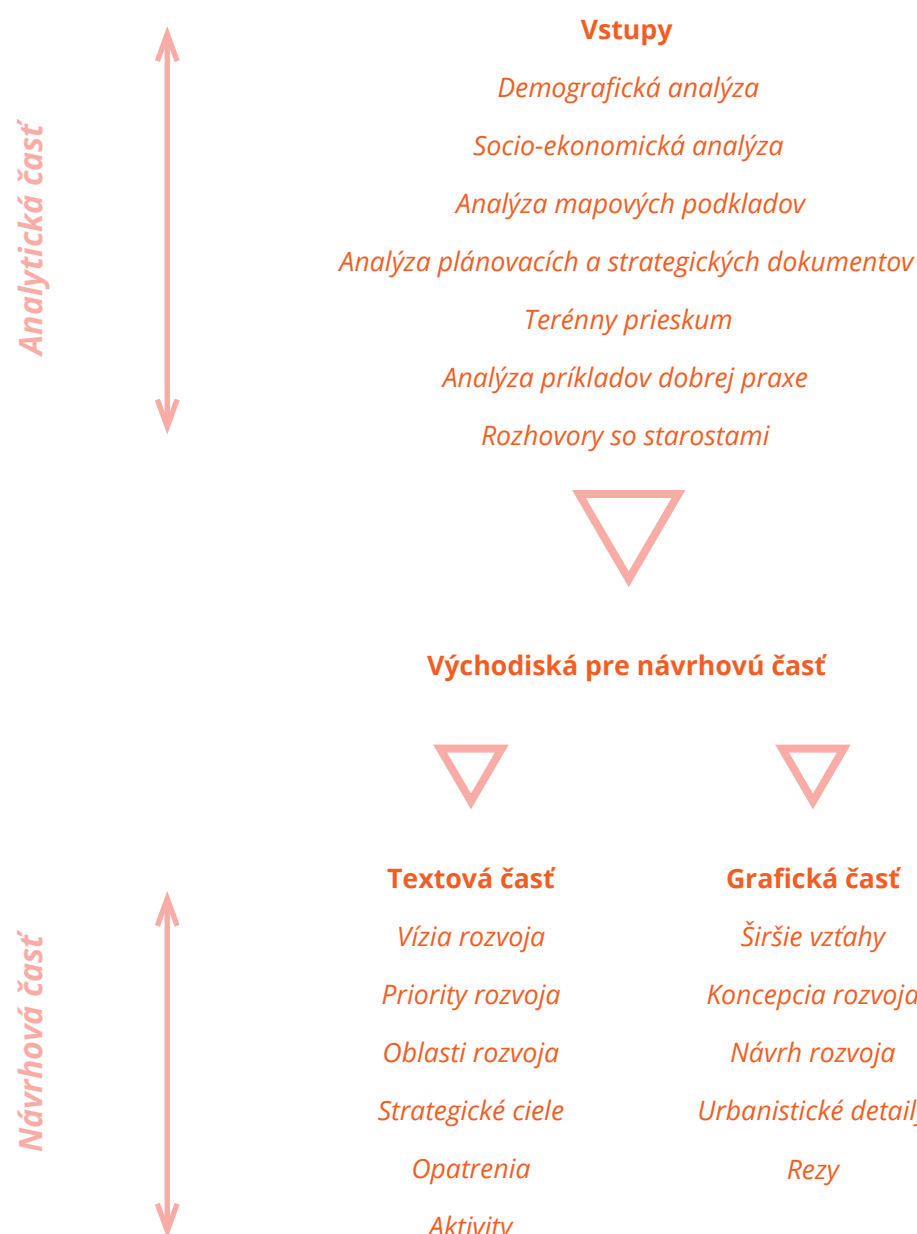 Vstupy
Demografická analýza
Socio-ekonomická analýza
Analýza mapových podkladov
Analýza plánovacích a strategických dokumentov
Terénny prieskum
Analýza príkladov dobrej praxe
Rozhovory so starostami
Analytická časť
Východiská pre návrhovú časť
Návrhová časť
Textová časť
Vízia rozvoja
Priority rozvoja
Oblasti rozvoja
Strategické ciele
Opatrenia
Aktivity
Grafická časť
Širšie vzťahy
Koncepcia rozvoja
Návrh rozvoja
Urbanistické detaily
Rezy